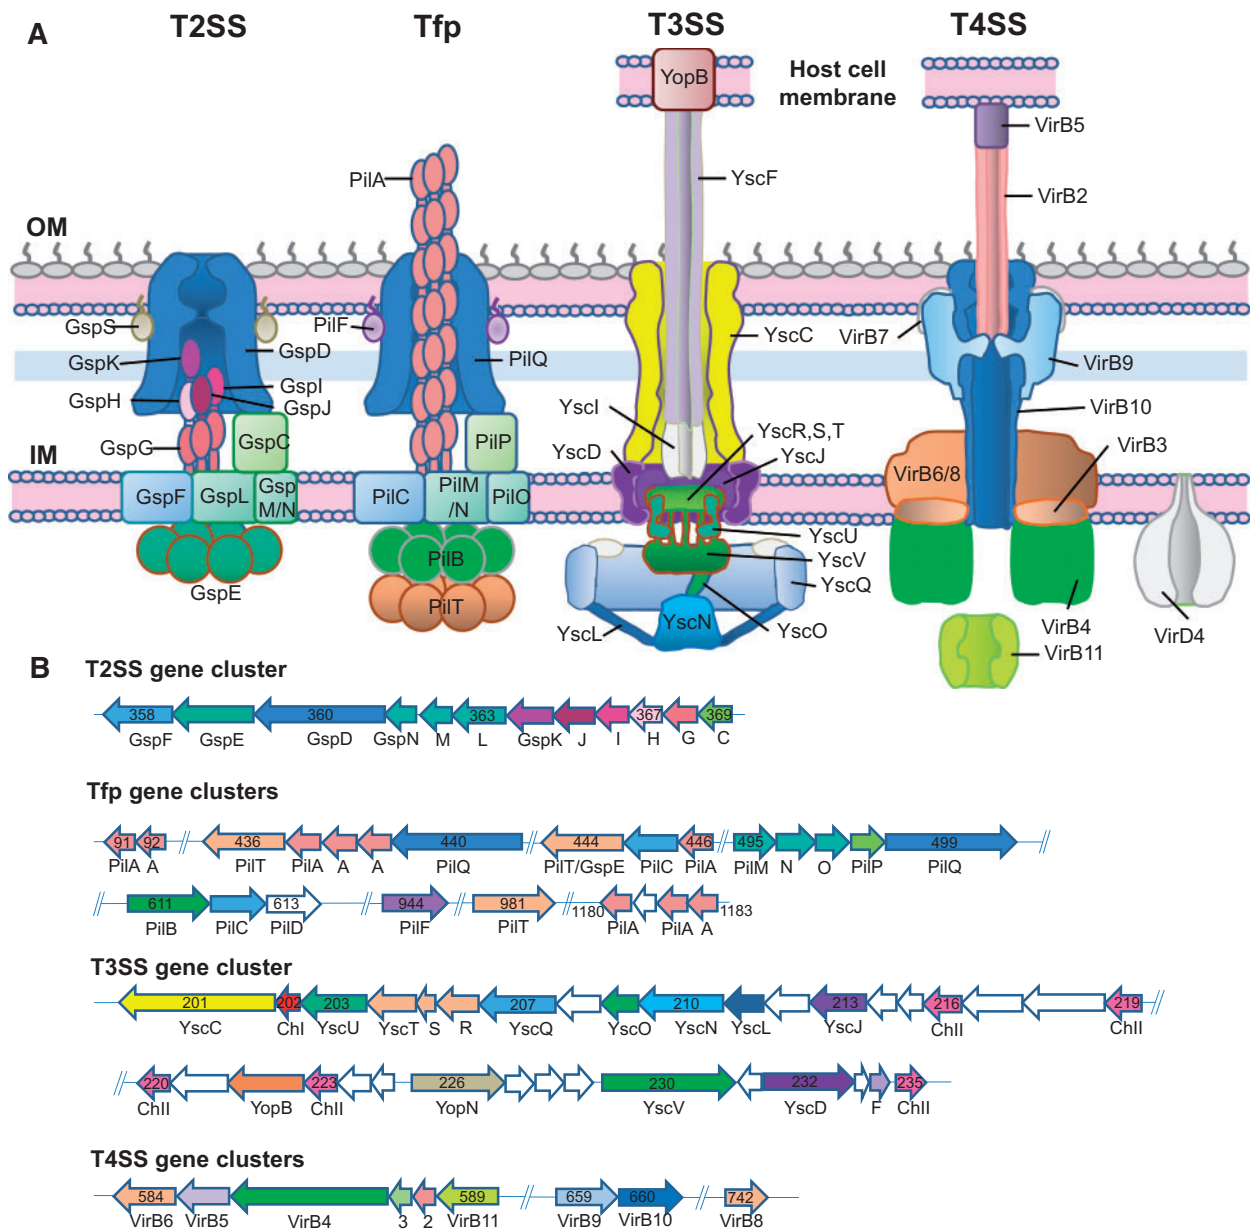 A
T2SS
Tfp
T3SS
T4SS
YopB
Host cell
membrane
VirB5
PilA
YscF
VirB2
OM
GspS
PilF
GspD
PilQ
YscC
VirB7
VirB9
GspK
GspI
GspH
GspJ
YscI
VirB10
GspG
GspC
PilP
YscR,S,T
YscD
YscJ
VirB3
IM
VirB6/8
GspF
GspL
Gsp
M/N
PilC
PilM
/N
PilO
YscU
YscV
YscQ
GspE
PilB
PilT
YscL
YscN
YscO
VirB4
VirB11
VirD4
B
T2SS gene cluster
358 360 363 367 369
GspF GspE GspD GspN M L GspK J I H G C
Tfp gene clusters
91 92 // 436 440 // 444 446 // 495 499 //
PilA A PilT PilA A A PilQ PilT/GspE PilC PilA PilM N O PilP PilQ
// 611 613 // 944 // 981 // 1180 1183
PilB PilC PilD PilF PilT PilA PilA A
T3SS gene cluster
201 202 203 207 210 213 216 219 //
YscC ChI YscU YscT S R YscQ YscO YscN YscL YscJ ChII ChII
// 220 223 226 230 232 235
ChII YopB ChII YopN YscV YscD F ChII
T4SS gene clusters
584 589 // 659 660 // 742
VirB6 VirB5 VirB4 3 2 VirB11 VirB9 VirB10 VirB8